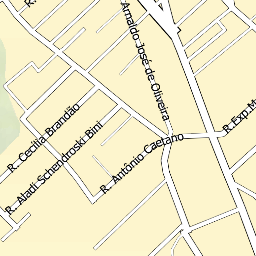 R.
Arnaldo José de Oliveira
R. Exp.M
R. Cecília Brandão
R. Aladi Schendroski Bini
R. Antônio Caetano